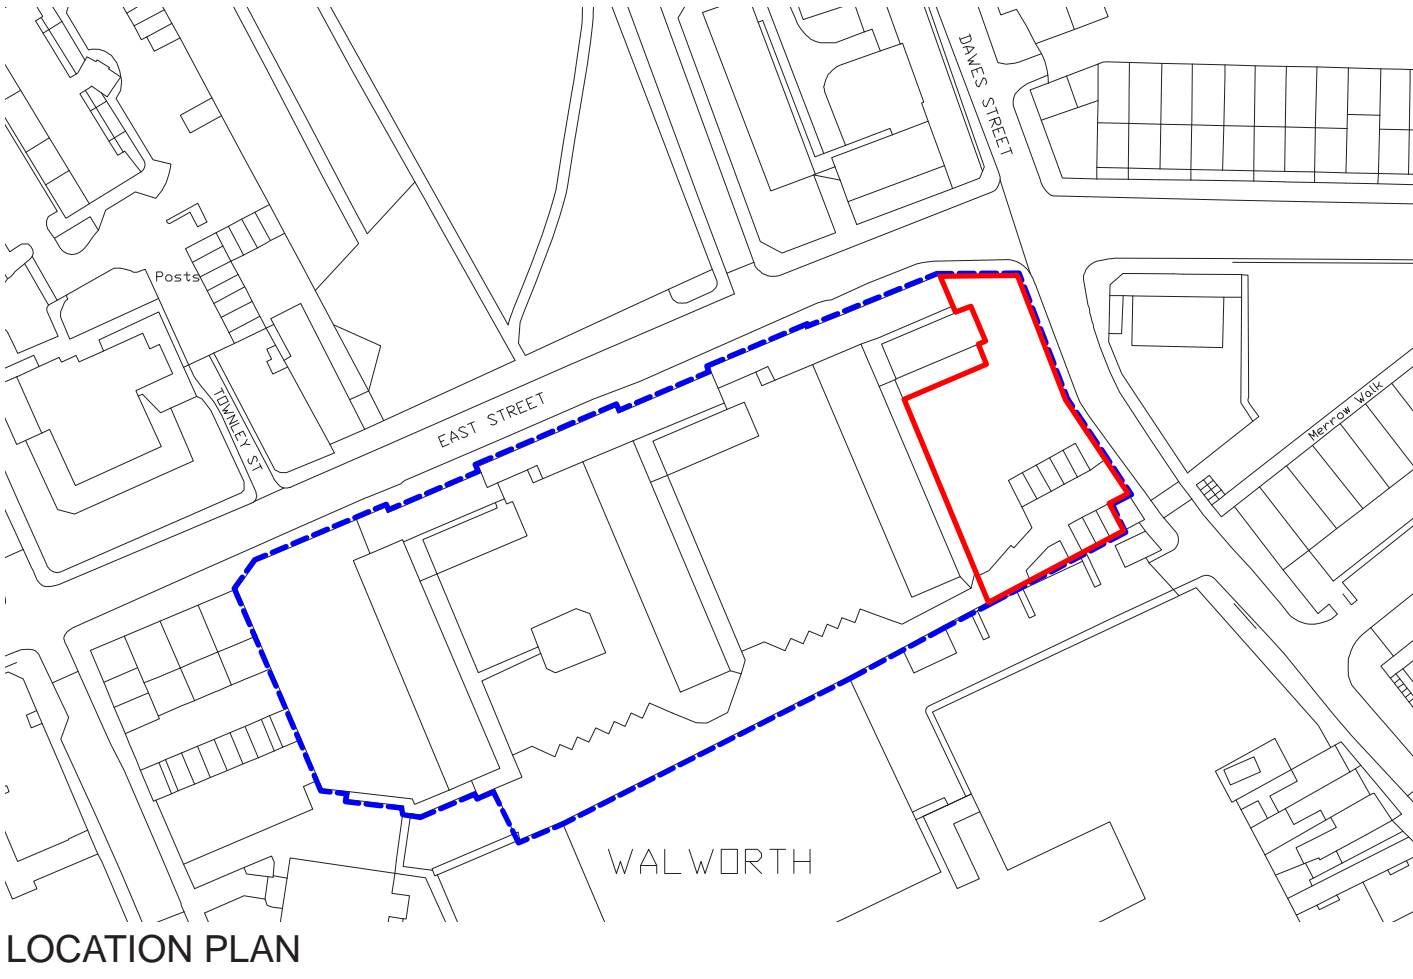 DAWES STREET
Posts
TOWNLEY ST
EAST STREET
Merrow Walk
WALWORTH
LOCATION PLAN